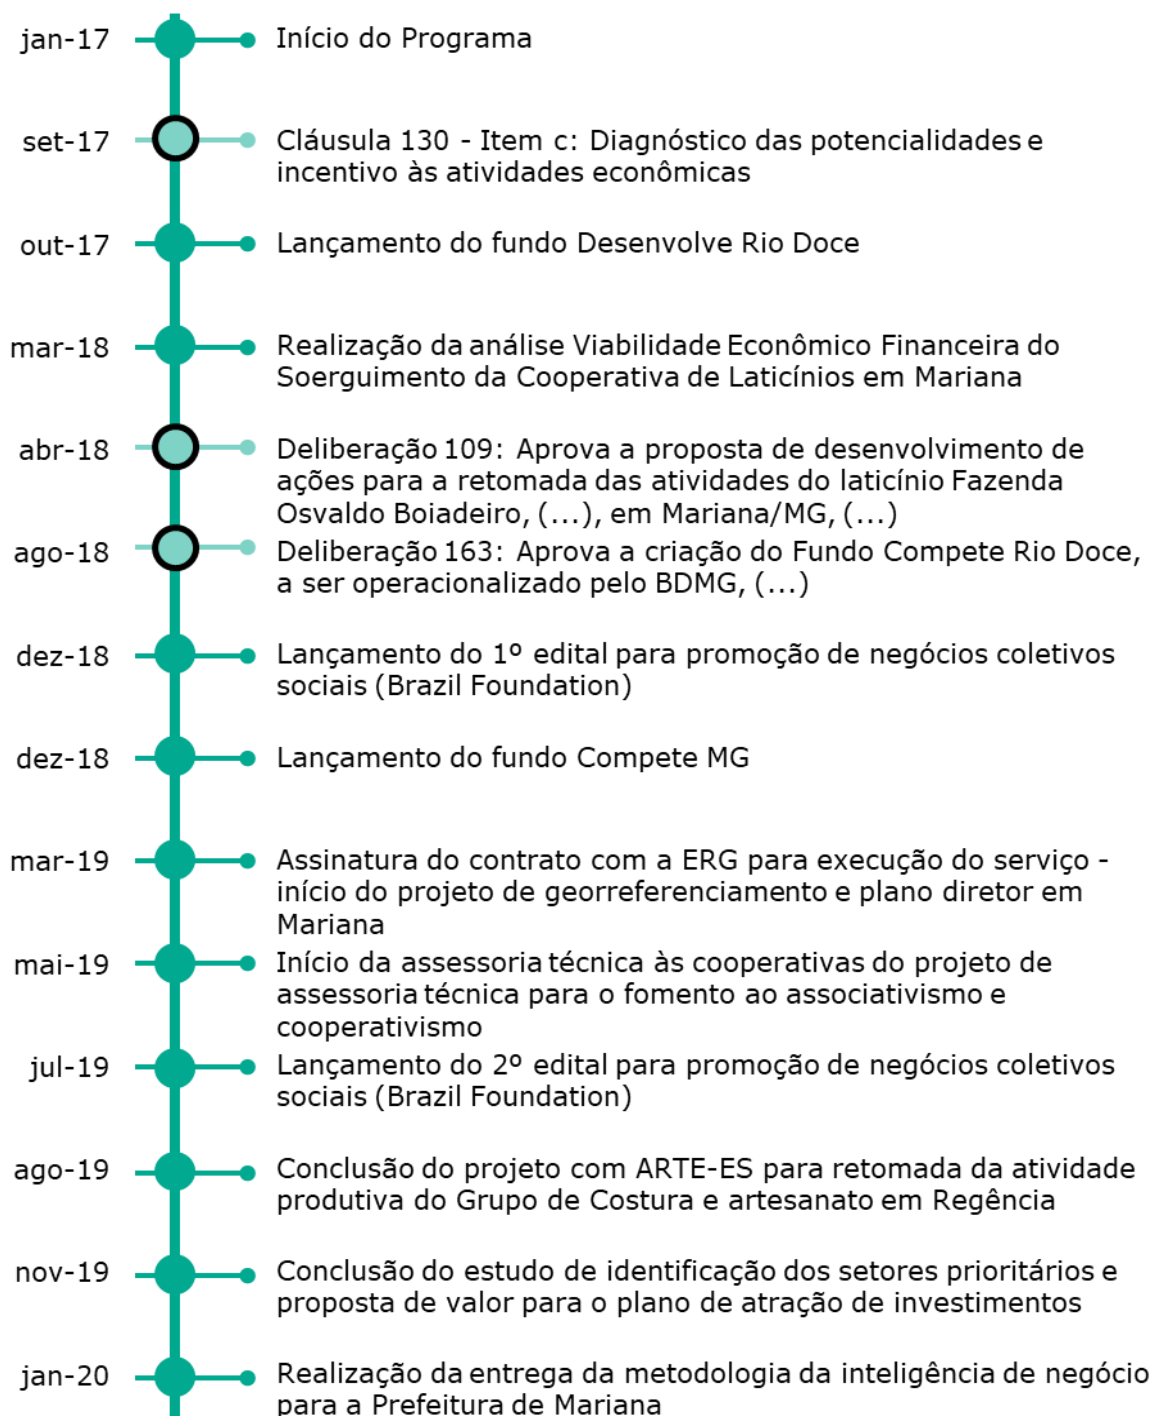 jan-17 Início do Programa
set-17 Cláusula 130 - Item c: Diagnóstico das potencialidades e
incentivo às atividades econômicas
out-17 Lançamento do fundo Desenvolve Rio Doce
mar-18 Realização da análise Viabilidade Econômico Financeira do
Soerguimento da Cooperativa de Laticínios em Mariana
abr-18 Deliberação 109: Aprova a proposta de desenvolvimento de
ações para a retomada das atividades do laticínio Fazenda
Osvaldo Boiadeiro, (...), em Mariana/MG, (...)
ago-18 Deliberação 163: Aprova a criação do Fundo Compete Rio Doce,
a ser operacionalizado pelo BDMG, (...)
dez-18 Lançamento do 1º edital para promoção de negócios coletivos
sociais (Brazil Foundation)
dez-18 Lançamento do fundo Compete MG
mar-19 Assinatura do contrato com a ERG para execução do serviço -
início do projeto de georreferenciamento e plano diretor em
Mariana
mai-19 Início da assessoria técnica às cooperativas do projeto de
assessoria técnica para o fomento ao associativismo e
cooperativismo
jul-19 Lançamento do 2º edital para promoção de negócios coletivos
sociais (Brazil Foundation)
ago-19 Conclusão do projeto com ARTE-ES para retomada da atividade
produtiva do Grupo de Costura e artesanato em Regência
nov-19 Conclusão do estudo de identificação dos setores prioritários e
proposta de valor para o plano de atração de investimentos
jan-20 Realização da entrega da metodologia da inteligência de negócio
para a Prefeitura de Mariana